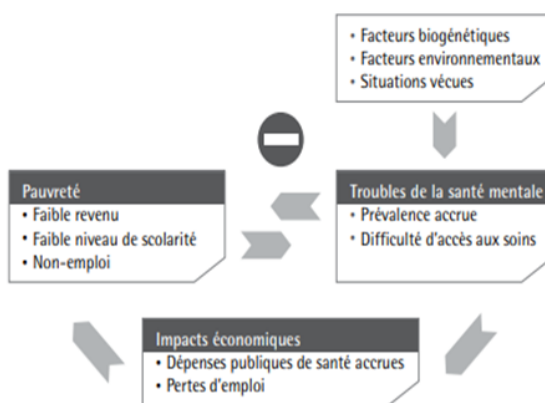 • Facteurs biogénétiques
• Facteurs environnementaux
• Situations vécues
Pauvreté
• Faible revenu
• Faible niveau de scolarité
• Non-emploi
Troubles de la santé mentale
• Prévalence accrue
• Difficulté d'accès aux soins
Impacts économiques
• Dépenses publiques de santé accrues
• Pertes d'emploi